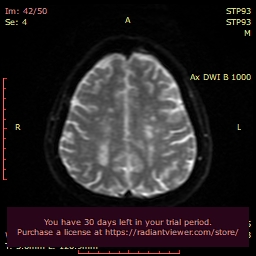 Im: 42/50
Se: 4
A
STP93
STP93
M
Ax DWI B 1000
R
L
You have 30 days left in your trial period.
Purchase a license at https://radiantviewer.com/store/